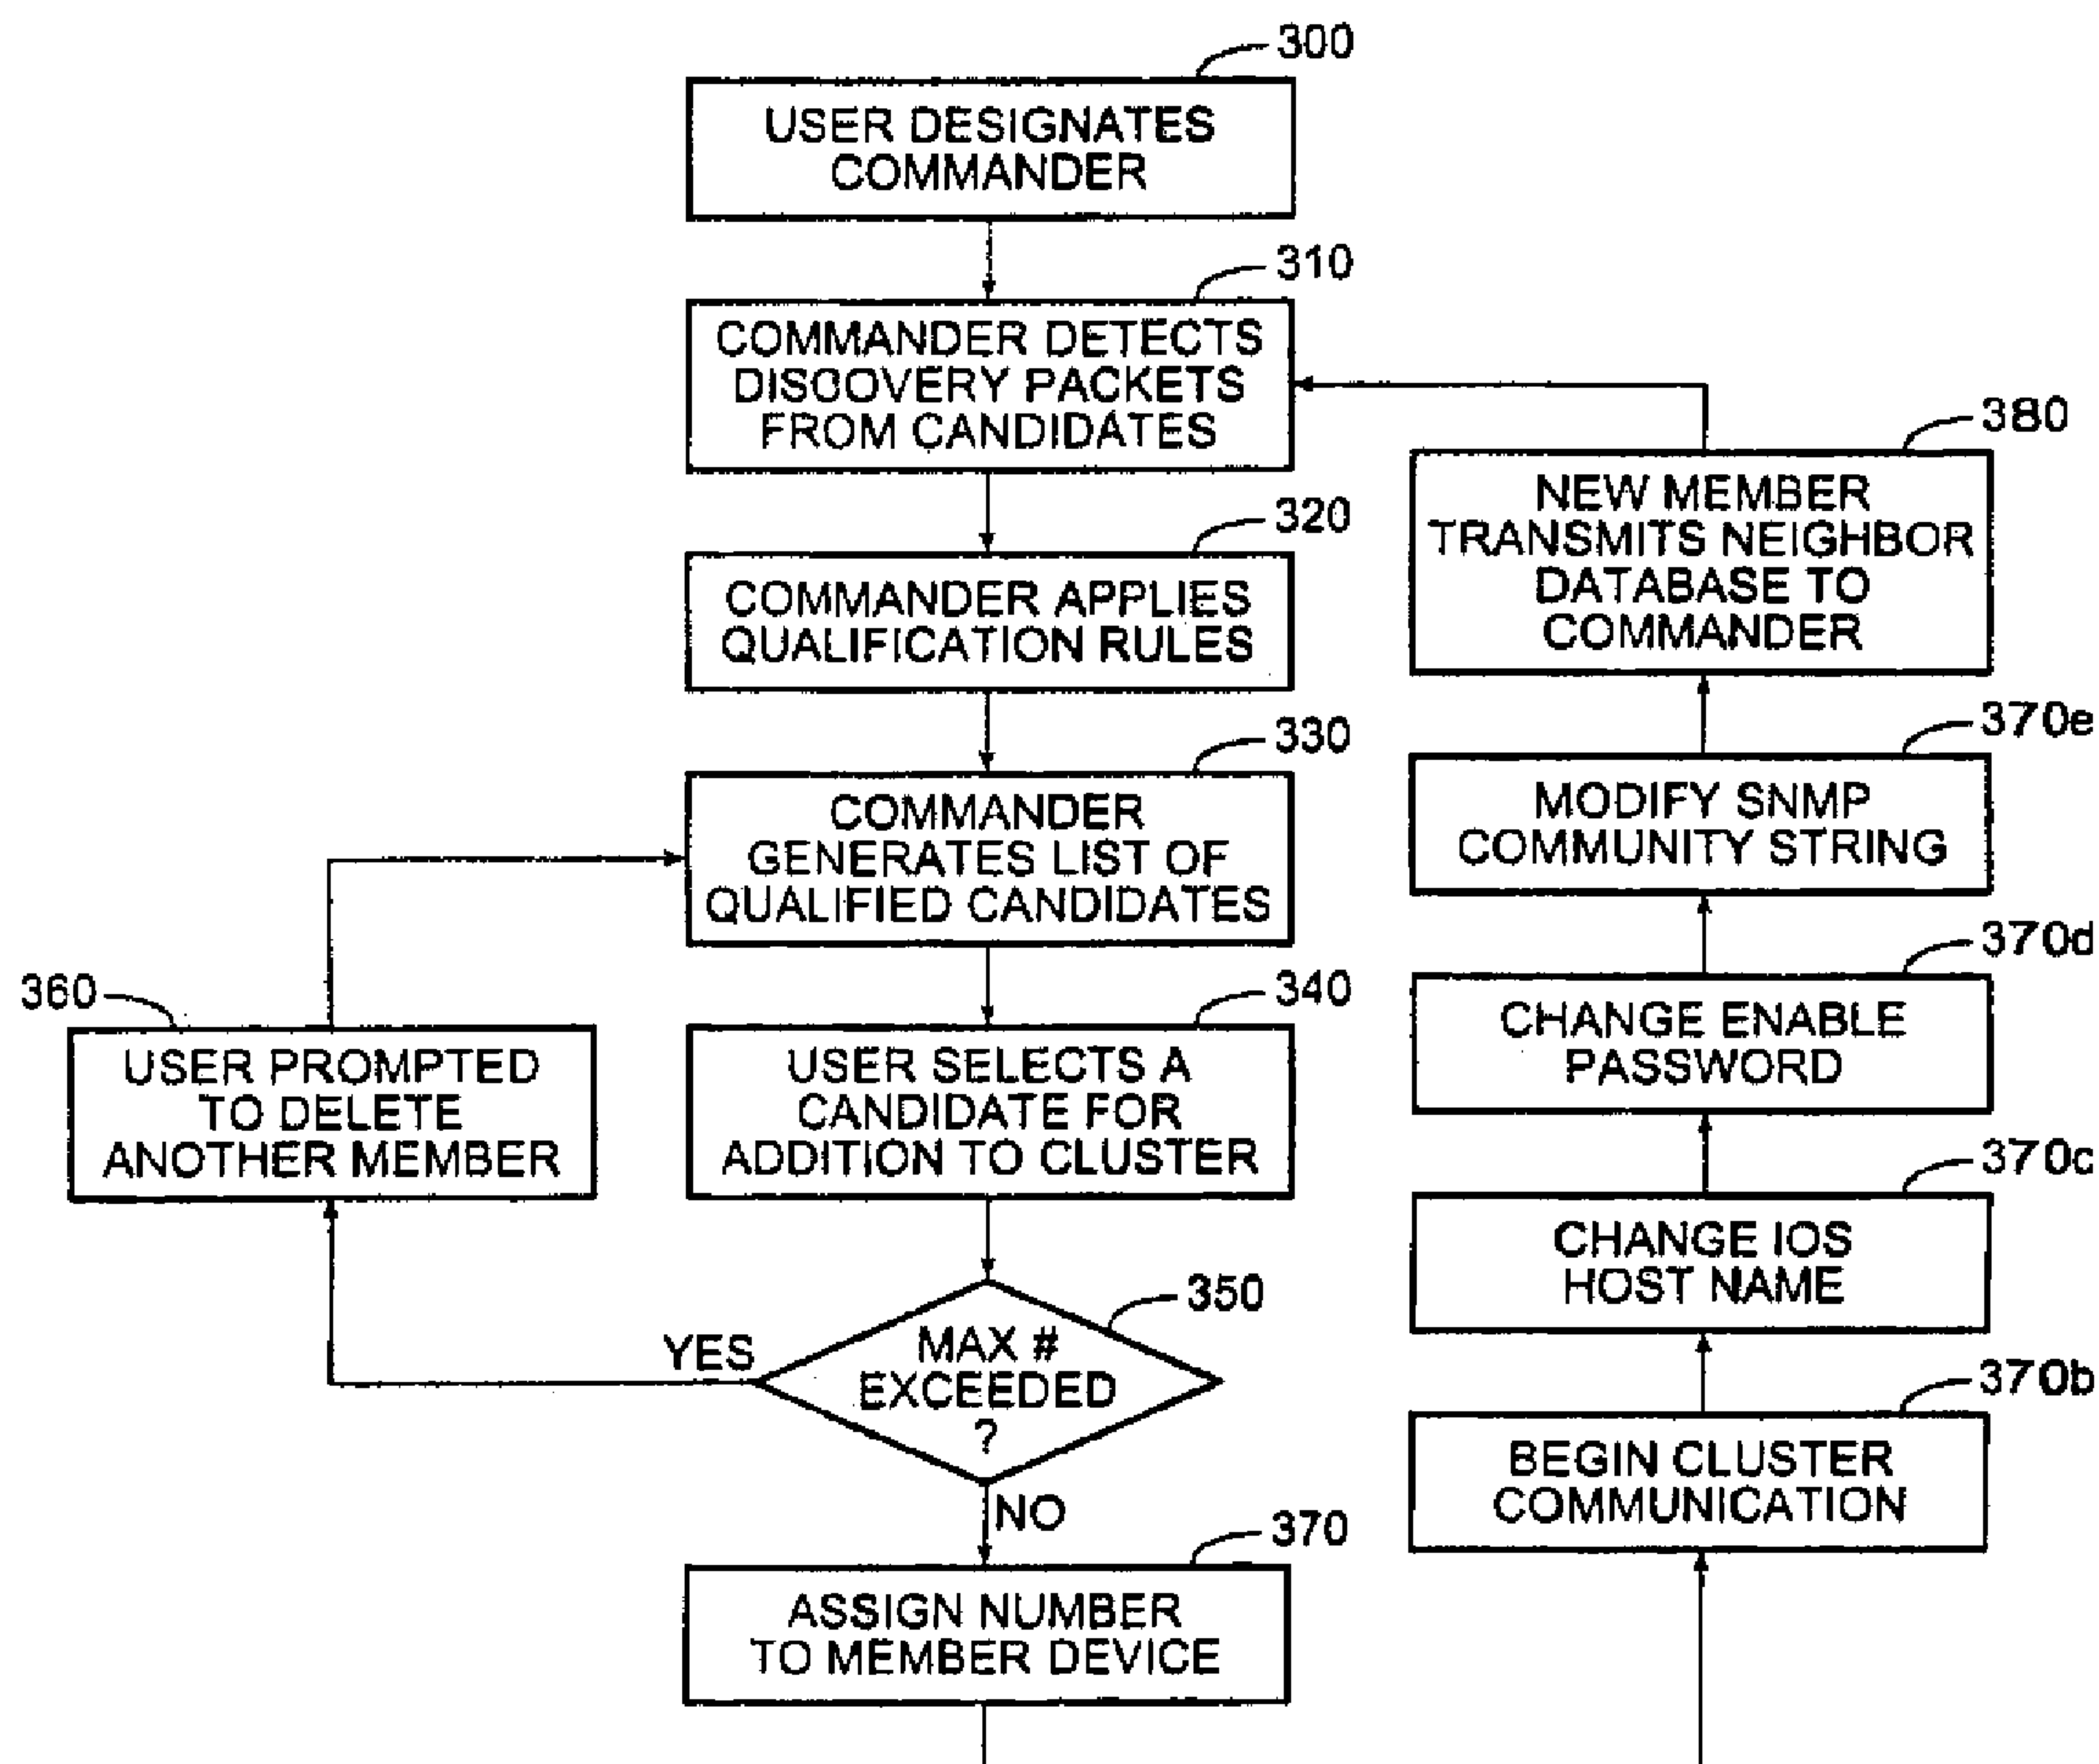 300
USER DESIGNATES
COMMANDER
310
COMMANDER DETECTS
DISCOVERY PACKETS
FROM CANDIDATES
320
COMMANDER APPLIES
QUALIFICATION RULES
330
COMMANDER
GENERATES LIST OF
QUALIFIED CANDIDATES
340
USER SELECTS A
CANDIDATE FOR
ADDITION TO CLUSTER
350
MAX #
EXCEEDED
?
YES
360
USER PROMPTED
TO DELETE
ANOTHER MEMBER
NO
370
ASSIGN NUMBER
TO MEMBER DEVICE
370b
BEGIN CLUSTER
COMMUNICATION
370c
CHANGE IOS
HOST NAME
370d
CHANGE ENABLE
PASSWORD
370e
MODIFY SNMP
COMMUNITY STRING
380
NEW MEMBER
TRANSMITS NEIGHBOR
DATABASE TO
COMMANDER